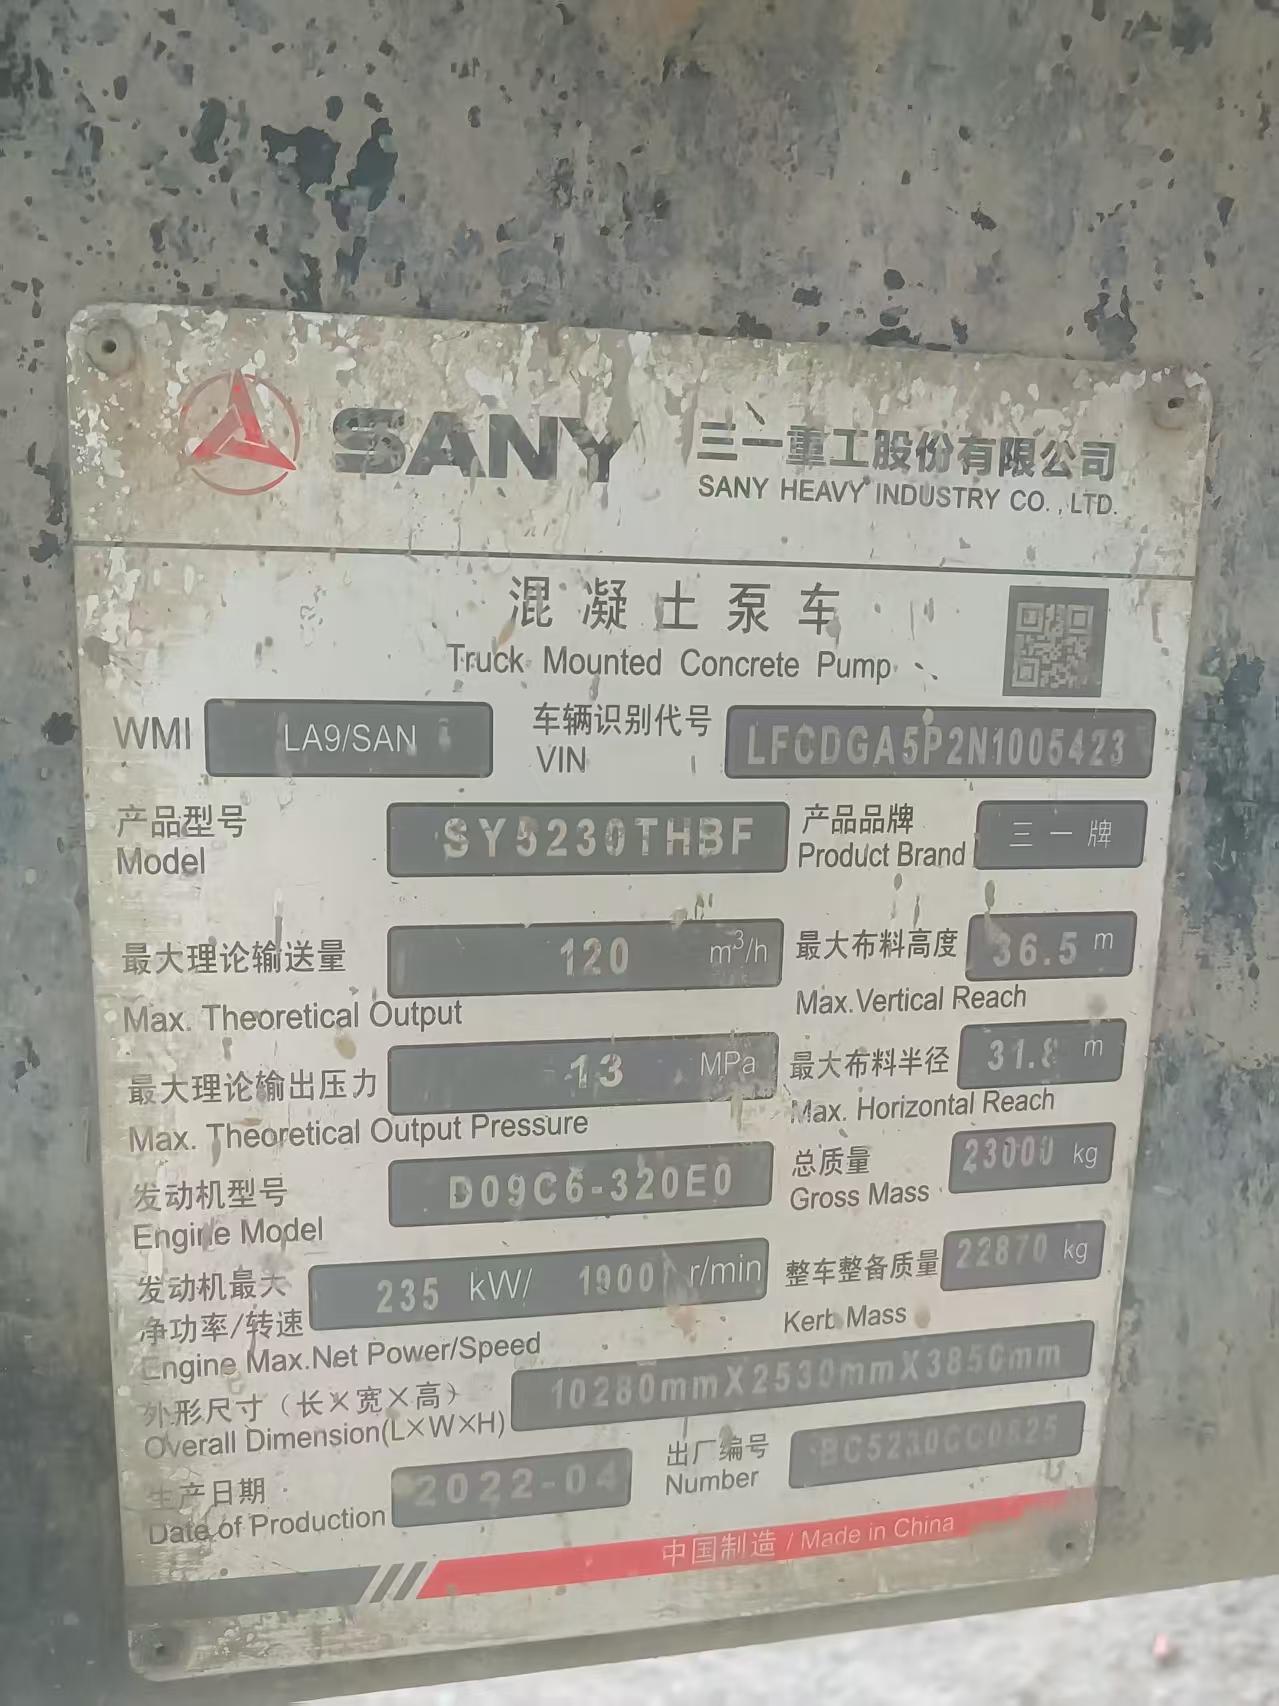 SANY
三一重工股份有限公司
SANY HEAVY INDUSTRY CO., LTD.
混凝土泵车
Truck Mounted Concrete Pump
WMI LA9/SAN 车辆识别代号 LFCDGA5P2N1005423
VIN
产品型号 SY5230THBF 产品品牌 三一牌
Model Product Brand
最大理论输送量 120 m³/h 最大布料高度 36.5 m
Max. Theoretical Output Max.Vertical Reach
最大理论输出压力 13 MPa 最大布料半径 31.8 m
Max. Theoretical Output Pressure Max. Horizontal Reach
发动机型号 D09C6-320E0 总质量 23000 kg
Engine Model Gross Mass
发动机最大 235 kW/ 1900 r/min 整车整备质量 22870 kg
净功率/转速 Kerb Mass
Engine Max.Net Power/Speed
外形尺寸（长×宽×高） 10280mmX2530mmX3850mm
Overall Dimension(L×W×H)
生产日期 2022-04 出厂编号
Date of Production Number
中国制造 / Made in China